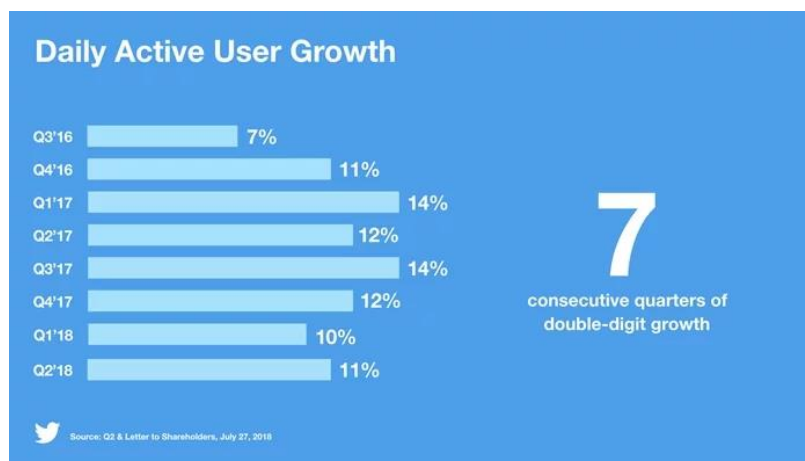 Daily Active User Growth
Q3'16 7%
Q4'16 11%
Q1'17 14%
Q2'17 12%
Q3'17 14%
Q4'17 12%
Q1'18 10%
Q2'18 11%
7
consecutive quarters of
double-digit growth
Source: Q2 & Letter to Shareholders, July 27, 2018